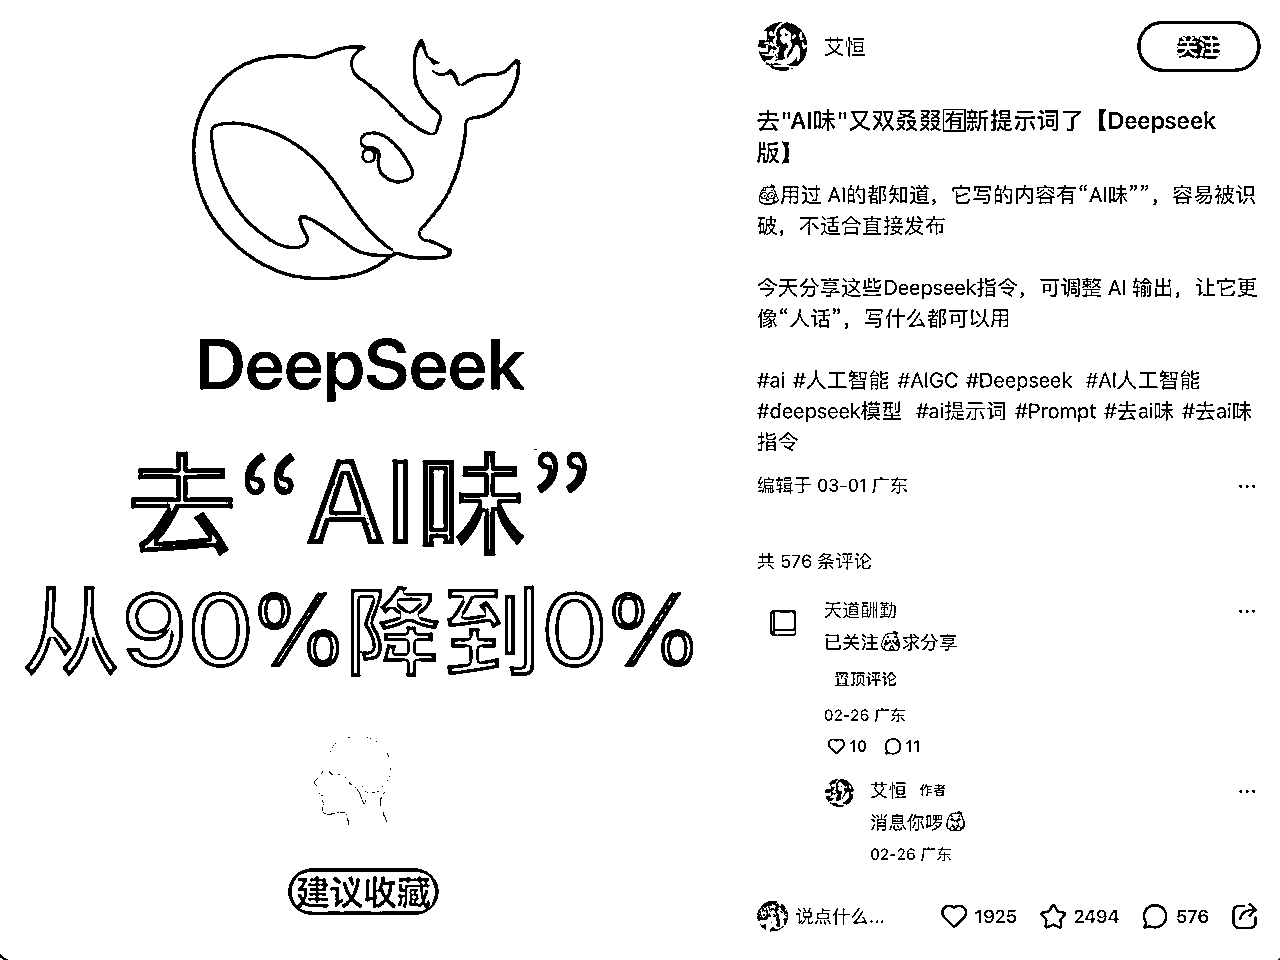 DeepSeek
去“AI味”
从90%降到0%
建议收藏
艾恒
关注
去"AI味"又双叒叕🈶新提示词了【Deepseek
版】
用过 AI的都知道，它写的内容有“AI味””，容易被识
破，不适合直接发布
今天分享这些Deepseek指令，可调整 AI 输出，让它更
像“人话”，写什么都可以用
#ai #人工智能 #AIGC #Deepseek #AI人工智能
#deepseek模型 #ai提示词 #Prompt #去ai味 #去ai味
指令
编辑于 03-01 广东
共 576 条评论
天道酬勤
已关注求分享
置顶评论
02-26 广东
10 11
艾恒 作者
消息你啰
02-26 广东
说点什么... 1925 2494 576